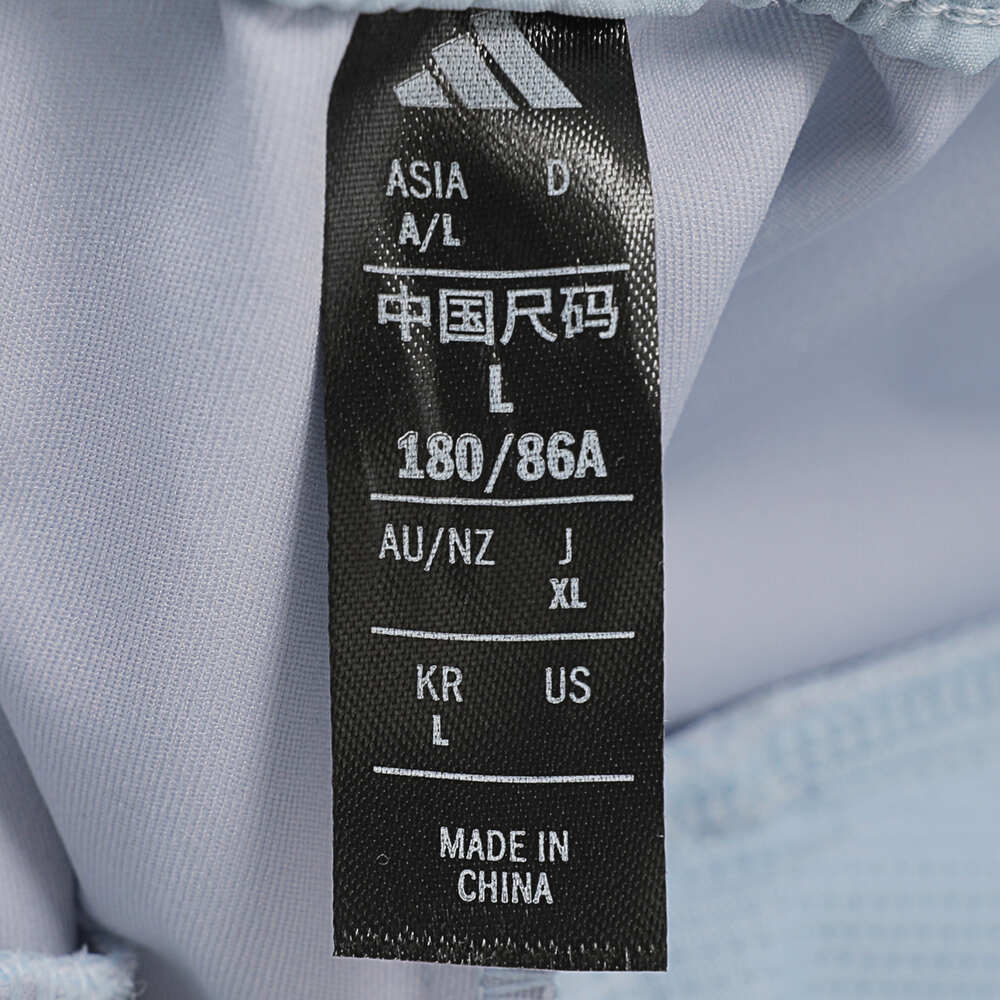 ASIA D
A/L
中国尺码
L
180/86A
AU/NZ J
XL
KR US
L
MADE IN
CHINA